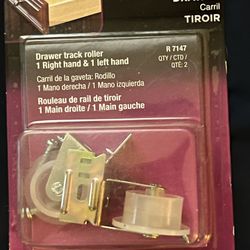 Carril
TIROIR
Drawer track roller
1 Right hand & 1 left hand
R 7147
QTY / CTD /
QTÉ: 2
Carril de la gaveta: Rodillo
1 Mano derecha / 1 Mano izquierda
Rouleau de rail de tiroir
1 Main droite / 1 Main gauche